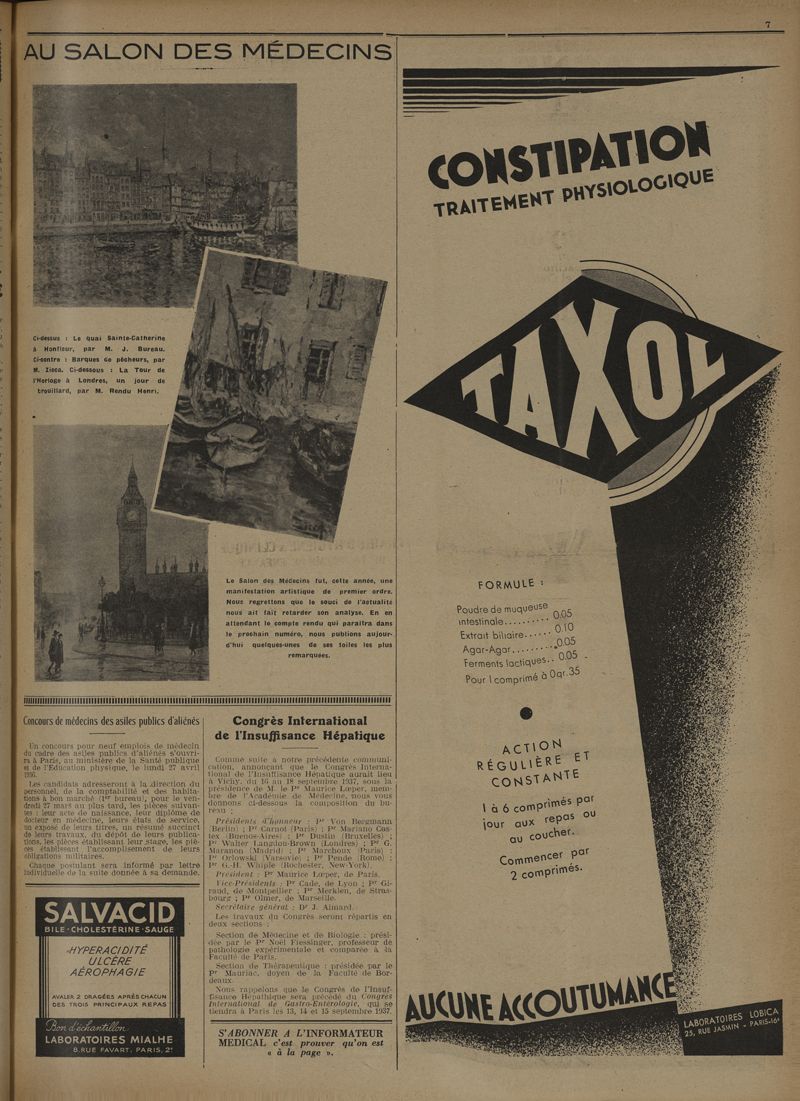 7
AU SALON DES MÉDECINS
Ci-dessus : Le quai Sainte-Catherine
à Honfleur, par M. J. Bureau.
Ci-contre : Barques de pêcheurs, par
M. Zioca. Ci-dessous : La Tour de
l'Horloge à Londres, un jour de
brouillard, par M. Rendu Henri.
Le Salon des Médecins fut, cette année, une
manifestation artistique de premier ordre.
Nous regrettons que le souci de l'actualité
nous ait fait retarder son analyse. En en
attendant le compte rendu qui paraîtra dans
le prochain numéro, nous publions aujour-
d'hui quelques-unes de ses toiles les plus
remarquées.
Concours de médecins des asiles publics d'aliénés
Un concours pour neuf emplois de médecin
du cadre des asiles publics d'aliénés s'ouvri-
ra à Paris, au ministère de la Santé publique
et de l'Education physique, le lundi 27 avril
1936.
Les candidats adresseront à la direction du
personnel, de la comptabilité et des habita-
tions à bon marché (1er bureau), pour le ven-
dredi 27 mars au plus tard, les pièces suivan-
tes : leur acte de naissance, leur diplôme de
docteur en médecine, leurs états de service,
un exposé de leurs titres, un résumé succinct
de leurs travaux, du dépôt de leurs publica-
tions, les pièces établissant leur stage, les piè-
ces établissant l'accomplissement de leurs
obligations militaires.
Chaque postulant sera informé par lettre
individuelle de la suite donnée à sa demande.
SALVACID
BILE·CHOLESTÉRINE·SAUGE
HYPERACIDITÉ
ULCÈRE
AÉROPHAGIE
AVALER 2 DRAGÉES APRÈS CHACUN
DES TROIS PRINCIPAUX REPAS
Bon d'échantillon
LABORATOIRES MIALHE
8, RUE FAVART, PARIS, 2e
Congrès International
de l'Insuffisance Hépatique
Comme suite à notre précédente communi-
cation, annonçant que le Congrès Interna-
tional de l'Insuffisance Hépatique aurait lieu
à Vichy, du 16 au 18 septembre 1937, sous la
présidence de M. le Pr Maurice Lœper, mem-
bre de l'Académie de Médecine, nous vous
donnons ci-dessous la composition du bu-
reau :
Présidents d'honneur : Pr Von Bergmann
(Berlin) ; Pr Carnot (Paris) ; Pr Mariano Cas-
tex (Buenos-Aires) ; Pr Dustin (Bruxelles) ;
Pr Walter Langdon-Brown (Londres) ; Pr G.
Maranon (Madrid) ; Pr Marchoux (Paris) ;
Pr Orlowski (Varsovie) ; Pr Pende (Rome) ;
Pr G.-H. Whiple (Rochester, New-York).
Président : Pr Maurice Lœper, de Paris.
Vice-Présidents : Pr Cade, de Lyon ; Pr Gi-
raud, de Montpellier ; Pr Merklen, de Stras-
bourg ; Pr Olmer, de Marseille.
Secrétaire général : Dr J. Aimard.
Les travaux du Congrès seront répartis en
deux sections :
Section de Médecine et de Biologie : prési-
dée par le Pr Noël Fiessinger, professeur de
pathologie expérimentale et comparée à la
Faculté de Paris.
Section de Thérapeutique : présidée par le
Pr Mauriac, doyen de la Faculté de Bor-
deaux.
Nous rappelons que le Congrès de l'Insuf-
fisance Hépathique sera précédé du Congrès
International de Gastro-Entérologie, qui se
tiendra à Paris les 13, 14 et 15 septembre 1937.
S'ABONNER A L'INFORMATEUR
MEDICAL c'est prouver qu'on est
« à la page ».
CONSTIPATION
TRAITEMENT PHYSIOLOGIQUE
TAXOL
FORMULE :
Poudre de muqueuse
intestinale.......... 0.05
Extrait biliaire...... 0.10
Agar-Agar.......... 0.05
Ferments lactiques.. 0.05
Pour 1 comprimé à 0gr.35
ACTION
RÉGULIÈRE ET
CONSTANTE
1 à 6 comprimés par
jour aux repas ou
au coucher.
Commencer par
2 comprimés.
AUCUNE ACCOUTUMANCE
LABORATOIRES LOBICA
25, RUE JASMIN - PARIS-16e